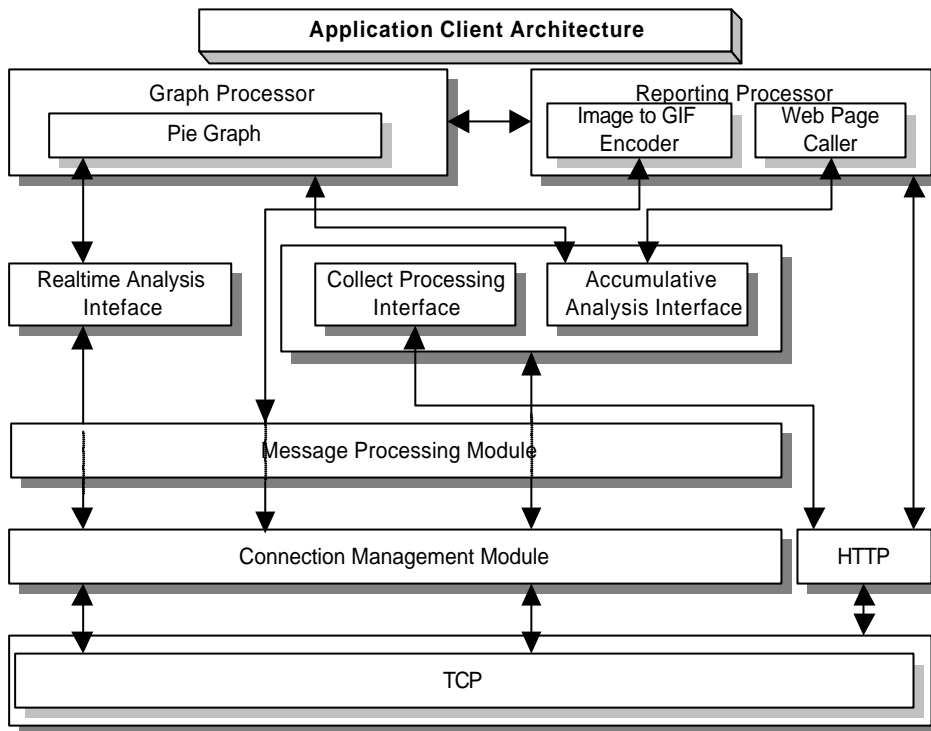 Application Client Architecture
Graph Processor
Pie Graph
Reporting Processor
Image to GIF
Encoder
Web Page
Caller
Realtime Analysis
Inteface
Collect Processing
Interface
Accumulative
Analysis Interface
Message Processing Module
Connection Management Module
HTTP
TCP